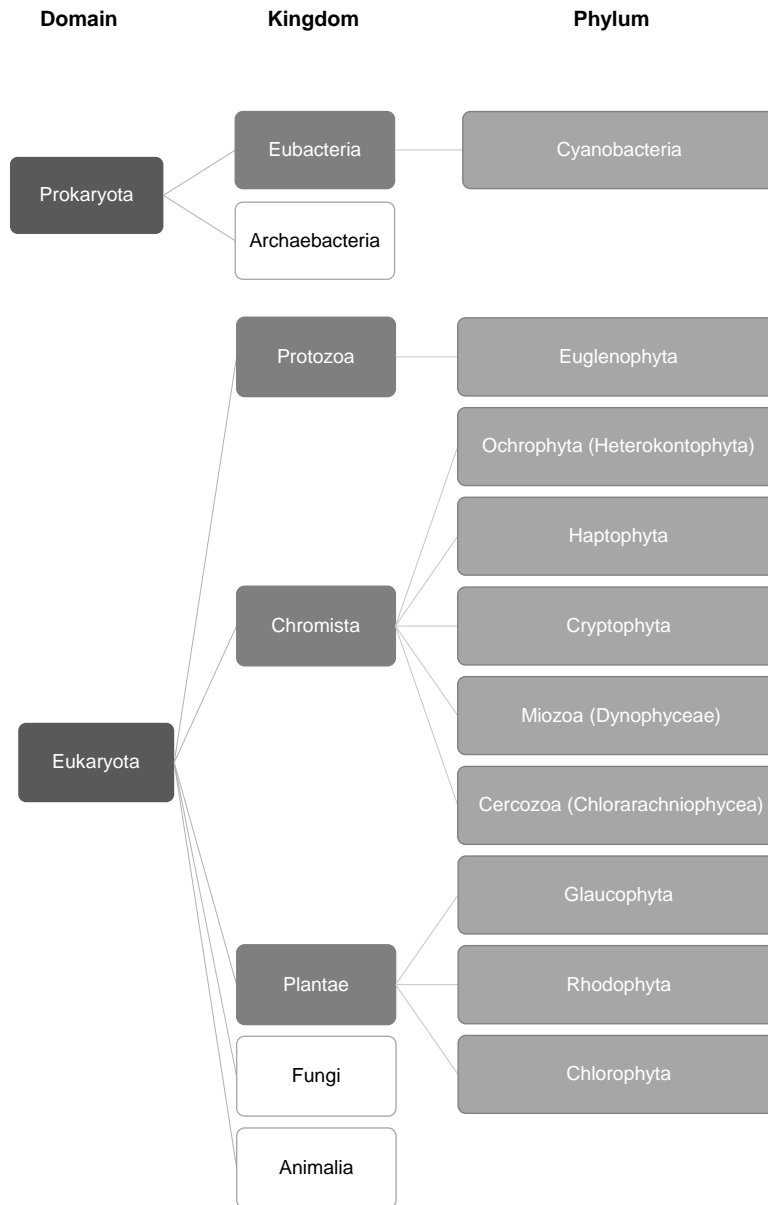 Domain Kingdom Phylum
Eubacteria Cyanobacteria
Prokaryota
Archaebacteria
Protozoa Euglenophyta
Ochrophyta (Heterokontophyta)
Haptophyta
Chromista Cryptophyta
Miozoa (Dynophyceae)
Eukaryota
Cercozoa (Chlorarachniophycea)
Glaucophyta
Plantae Rhodophyta
Fungi Chlorophyta
Animalia